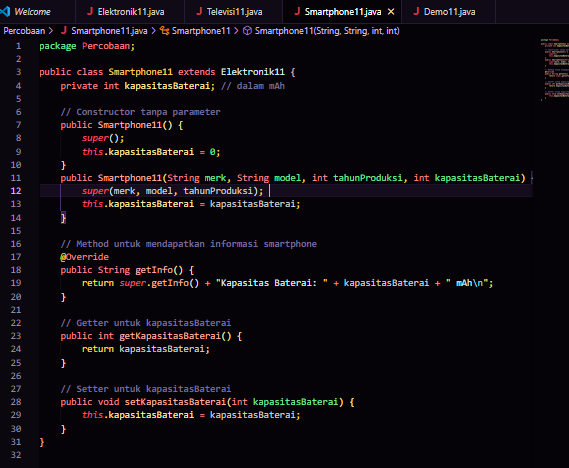 Welcome
J Elektronik11.java
J Televisi11.java
J Smartphone11.java ×
J Demo11.java
Percobaan > J Smartphone11.java > Smartphone11 > Smartphone11(String, String, int, int)
1 package Percobaan;
2
3 public class Smartphone11 extends Elektronik11 {
4     private int kapasitasBaterai; // dalam mAh
5
6     // Constructor tanpa parameter
7     public Smartphone11() {
8         super();
9         this.kapasitasBaterai = 0;
10     }
11     public Smartphone11(String merk, String model, int tahunProduksi, int kapasitasBaterai)
12         super(merk, model, tahunProduksi);
13         this.kapasitasBaterai = kapasitasBaterai;
14     }
15
16     // Method untuk mendapatkan informasi smartphone
17     @Override
18     public String getInfo() {
19         return super.getInfo() + "Kapasitas Baterai: " + kapasitasBaterai + " mAh\n";
20     }
21
22     // Getter untuk kapasitasBaterai
23     public int getKapasitasBaterai() {
24         return kapasitasBaterai;
25     }
26
27     // Setter untuk kapasitasBaterai
28     public void setKapasitasBaterai(int kapasitasBaterai) {
29         this.kapasitasBaterai = kapasitasBaterai;
30     }
31 }
32